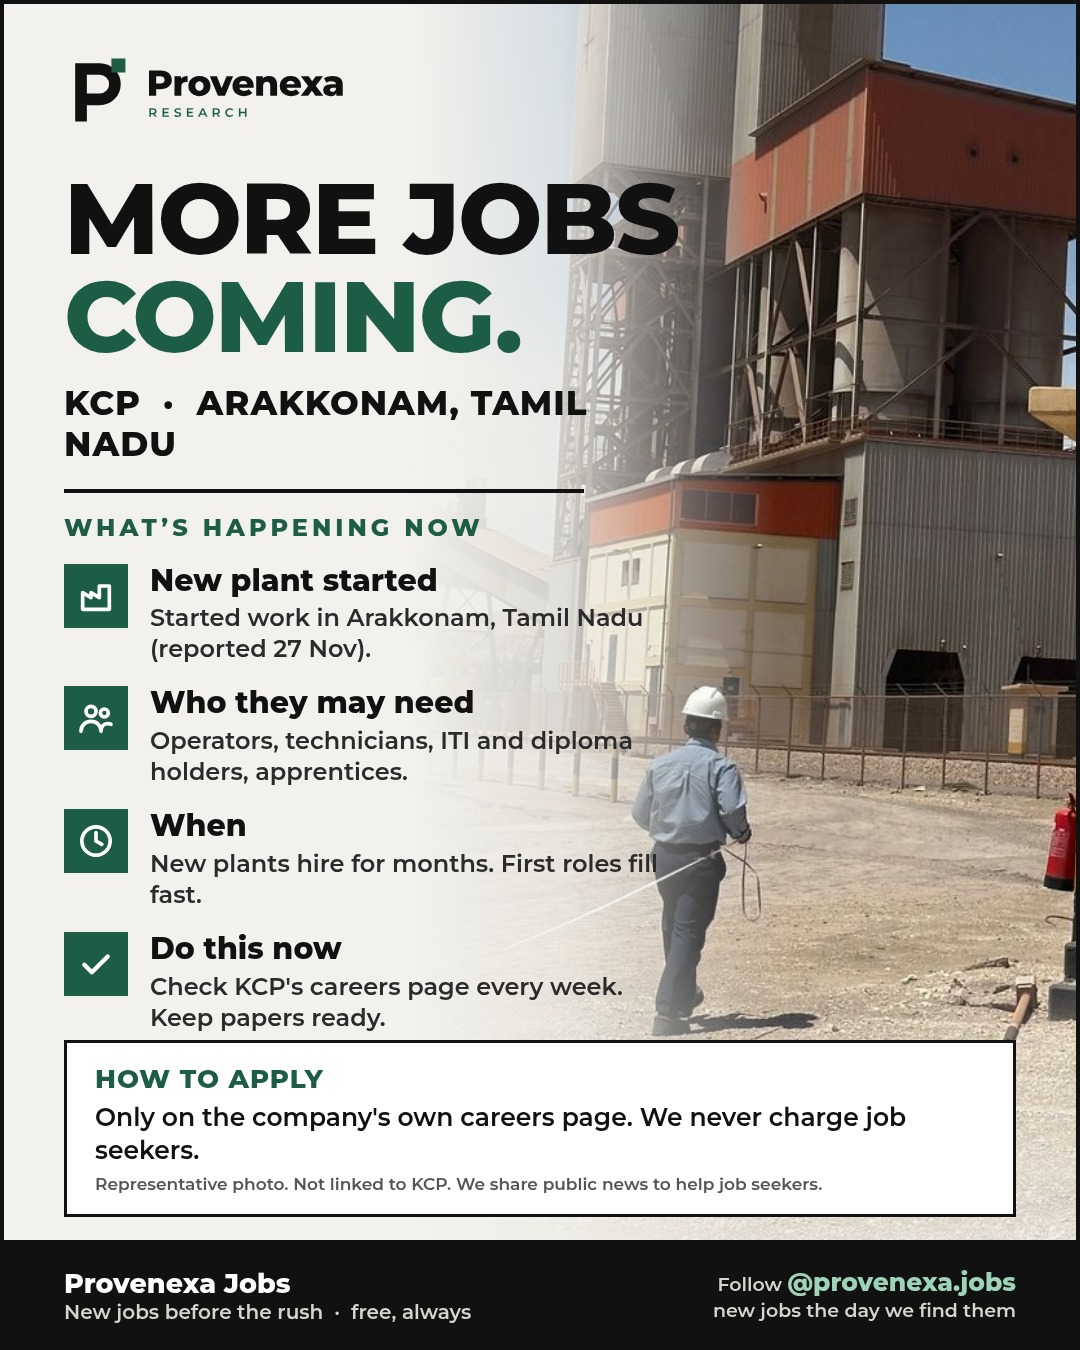 Provenexa
RESEARCH
MORE JOBS
COMING.
KCP · ARAKKONAM, TAMIL
NADU
WHAT’S HAPPENING NOW
New plant started
Started work in Arakkonam, Tamil Nadu
(reported 27 Nov).
Who they may need
Operators, technicians, ITI and diploma
holders, apprentices.
When
New plants hire for months. First roles fill
fast.
Do this now
Check KCP's careers page every week.
Keep papers ready.
HOW TO APPLY
Only on the company's own careers page. We never charge job
seekers.
Representative photo. Not linked to KCP. We share public news to help job seekers.
Provenexa Jobs
New jobs before the rush · free, always
Follow @provenexa.jobs
new jobs the day we find them